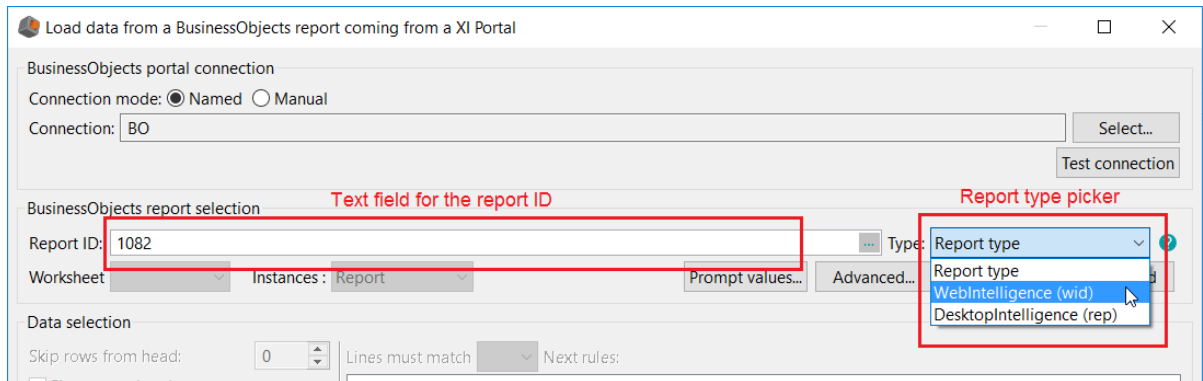 Load data from a BusinessObjects report coming from a XI Portal
BusinessObjects portal connection
Connection mode: Named Manual
Connection: BO Select...
Test connection
Text field for the report ID
Report type picker
BusinessObjects report selection
Report ID: 1082 ... Type: Report type ?
Worksheet Instances : Report Prompt values... Advanced...
Report type
WebIntelligence (wid)
DesktopIntelligence (rep)
Data selection
Skip rows from head: 0 Lines must match Next rules: